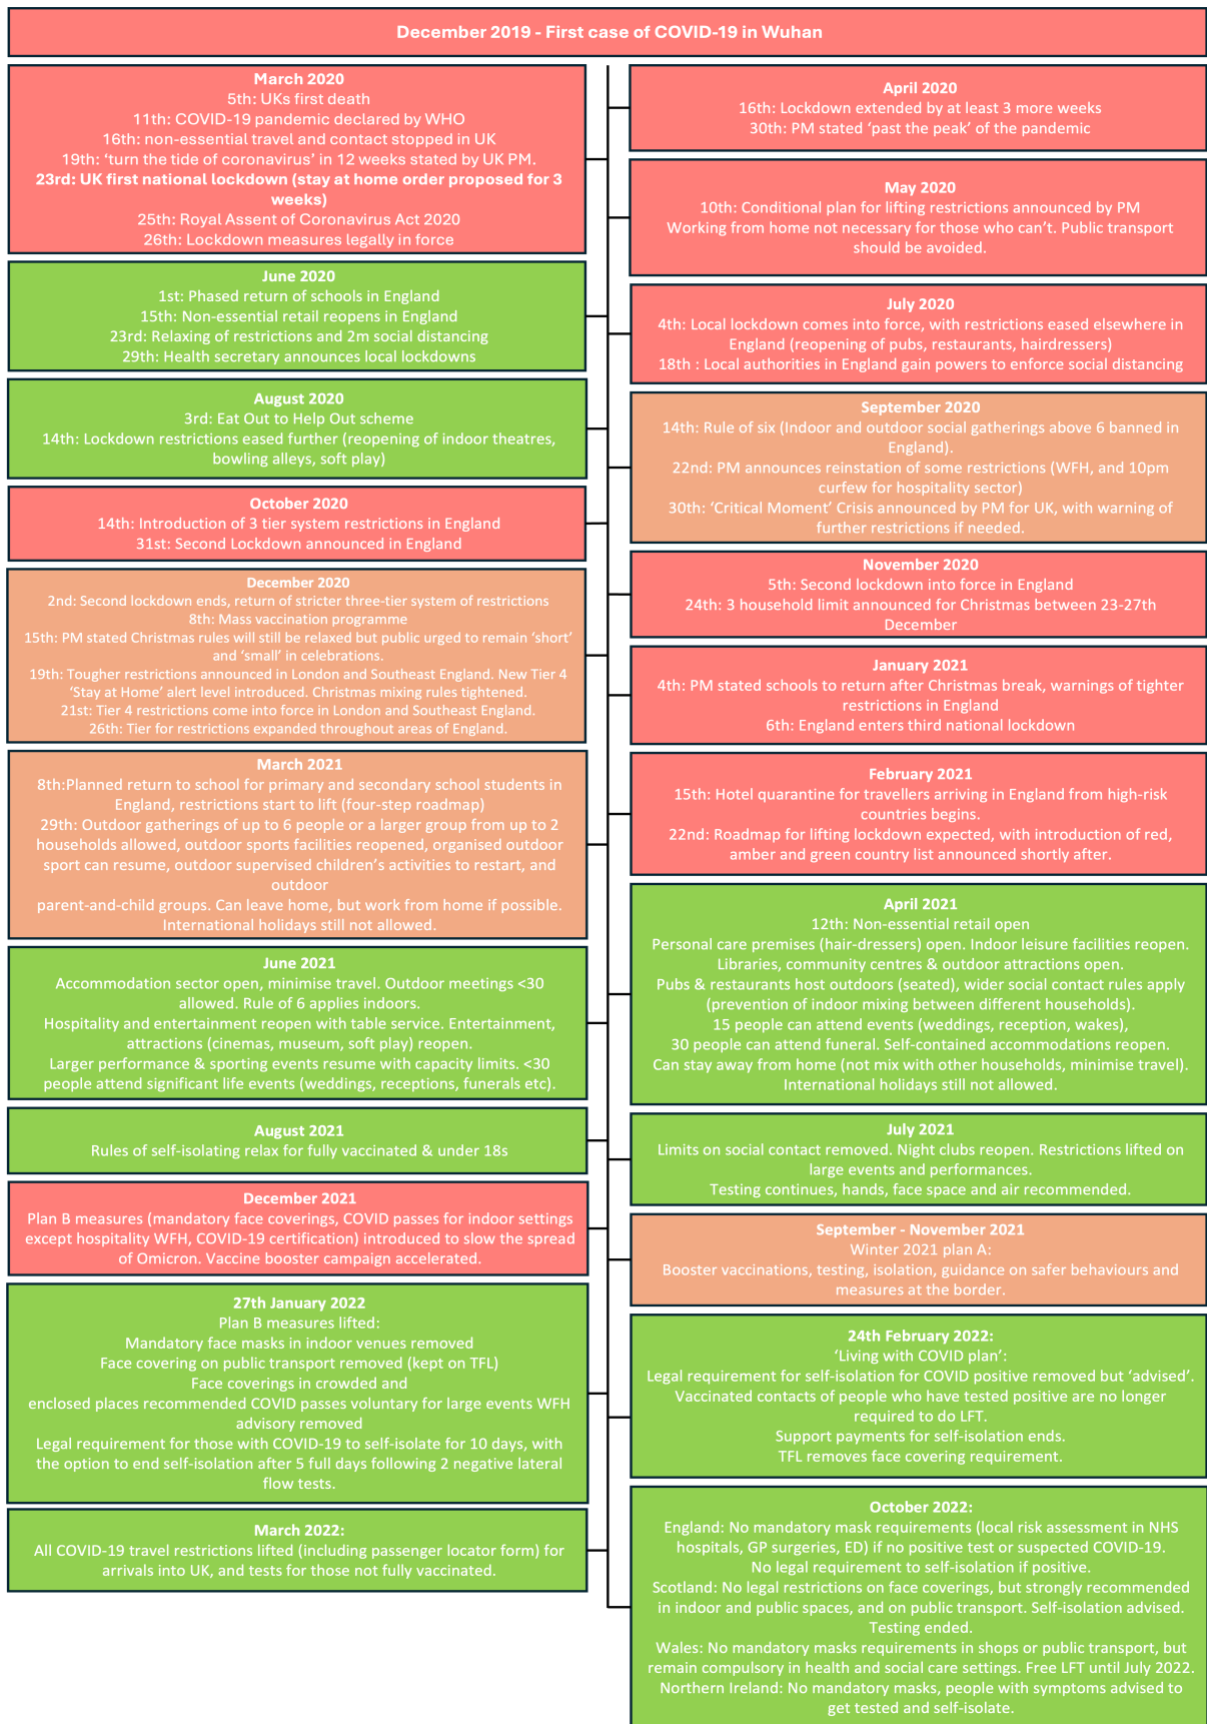 December 2019 - First case of COVID-19 in Wuhan
March 2020
5th: UKs first death
11th: COVID-19 pandemic declared by WHO
16th: non-essential travel and contact stopped in UK
19th: ‘turn the tide of coronavirus’ in 12 weeks stated by UK PM.
23rd: UK first national lockdown (stay at home order proposed for 3
weeks)
25th: Royal Assent of Coronavirus Act 2020
26th: Lockdown measures legally in force
April 2020
16th: Lockdown extended by at least 3 more weeks
30th: PM stated ‘past the peak’ of the pandemic
May 2020
10th: Conditional plan for lifting restrictions announced by PM
Working from home not necessary for those who can’t. Public transport
should be avoided.
June 2020
1st: Phased return of schools in England
15th: Non-essential retail reopens in England
23rd: Relaxing of restrictions and 2m social distancing
29th: Health secretary announces local lockdowns
July 2020
4th: Local lockdown comes into force, with restrictions eased elsewhere in
England (reopening of pubs, restaurants, hairdressers)
18th : Local authorities in England gain powers to enforce social distancing
August 2020
3rd: Eat Out to Help Out scheme
14th: Lockdown restrictions eased further (reopening of indoor theatres,
bowling alleys, soft play)
September 2020
14th: Rule of six (Indoor and outdoor social gatherings above 6 banned in
England).
22nd: PM announces reinstation of some restrictions (WFH, and 10pm
curfew for hospitality sector)
30th: ‘Critical Moment’ Crisis announced by PM for UK, with warning of
further restrictions if needed.
October 2020
14th: Introduction of 3 tier system restrictions in England
31st: Second Lockdown announced in England
November 2020
5th: Second lockdown into force in England
24th: 3 household limit announced for Christmas between 23-27th
December
December 2020
2nd: Second lockdown ends, return of stricter three-tier system of restrictions
8th: Mass vaccination programme
15th: PM stated Christmas rules will still be relaxed but public urged to remain ‘short’
and ‘small’ in celebrations.
19th: Tougher restrictions announced in London and Southeast England. New Tier 4
‘Stay at Home’ alert level introduced. Christmas mixing rules tightened.
21st: Tier 4 restrictions come into force in London and Southeast England.
26th: Tier for restrictions expanded throughout areas of England.
January 2021
4th: PM stated schools to return after Christmas break, warnings of tighter
restrictions in England
6th: England enters third national lockdown
February 2021
15th: Hotel quarantine for travellers arriving in England from high-risk
countries begins.
22nd: Roadmap for lifting lockdown expected, with introduction of red,
amber and green country list announced shortly after.
March 2021
8th:Planned return to school for primary and secondary school students in
England, restrictions start to lift (four-step roadmap)
29th: Outdoor gatherings of up to 6 people or a larger group from up to 2
households allowed, outdoor sports facilities reopened, organised outdoor
sport can resume, outdoor supervised children’s activities to restart, and
outdoor
parent-and-child groups. Can leave home, but work from home if possible.
International holidays still not allowed.
April 2021
12th: Non-essential retail open
Personal care premises (hair-dressers) open. Indoor leisure facilities reopen.
Libraries, community centres & outdoor attractions open.
Pubs & restaurants host outdoors (seated), wider social contact rules apply
(prevention of indoor mixing between different households).
15 people can attend events (weddings, reception, wakes),
30 people can attend funeral. Self-contained accommodations reopen.
Can stay away from home (not mix with other households, minimise travel).
International holidays still not allowed.
June 2021
Accommodation sector open, minimise travel. Outdoor meetings <30
allowed. Rule of 6 applies indoors.
Hospitality and entertainment reopen with table service. Entertainment,
attractions (cinemas, museum, soft play) reopen.
Larger performance & sporting events resume with capacity limits. <30
people attend significant life events (weddings, receptions, funerals etc).
July 2021
Limits on social contact removed. Night clubs reopen. Restrictions lifted on
large events and performances.
Testing continues, hands, face space and air recommended.
August 2021
Rules of self-isolating relax for fully vaccinated & under 18s
September - November 2021
Winter 2021 plan A:
Booster vaccinations, testing, isolation, guidance on safer behaviours and
measures at the border.
December 2021
Plan B measures (mandatory face coverings, COVID passes for indoor settings
except hospitality WFH, COVID-19 certification) introduced to slow the spread
of Omicron. Vaccine booster campaign accelerated.
27th January 2022
Plan B measures lifted:
Mandatory face masks in indoor venues removed
Face covering on public transport removed (kept on TFL)
Face coverings in crowded and
enclosed places recommended COVID passes voluntary for large events WFH
advisory removed
Legal requirement for those with COVID-19 to self-isolate for 10 days, with
the option to end self-isolation after 5 full days following 2 negative lateral
flow tests.
24th February 2022:
‘Living with COVID plan’:
Legal requirement for self-isolation for COVID positive removed but ‘advised’.
Vaccinated contacts of people who have tested positive are no longer
required to do LFT.
Support payments for self-isolation ends.
TFL removes face covering requirement.
March 2022:
All COVID-19 travel restrictions lifted (including passenger locator form) for
arrivals into UK, and tests for those not fully vaccinated.
October 2022:
England: No mandatory mask requirements (local risk assessment in NHS
hospitals, GP surgeries, ED) if no positive test or suspected COVID-19.
No legal requirement to self-isolation if positive.
Scotland: No legal restrictions on face coverings, but strongly recommended
in indoor and public spaces, and on public transport. Self-isolation advised.
Testing ended.
Wales: No mandatory masks requirements in shops or public transport, but
remain compulsory in health and social care settings. Free LFT until July 2022.
Northern Ireland: No mandatory masks, people with symptoms advised to
get tested and self-isolate.